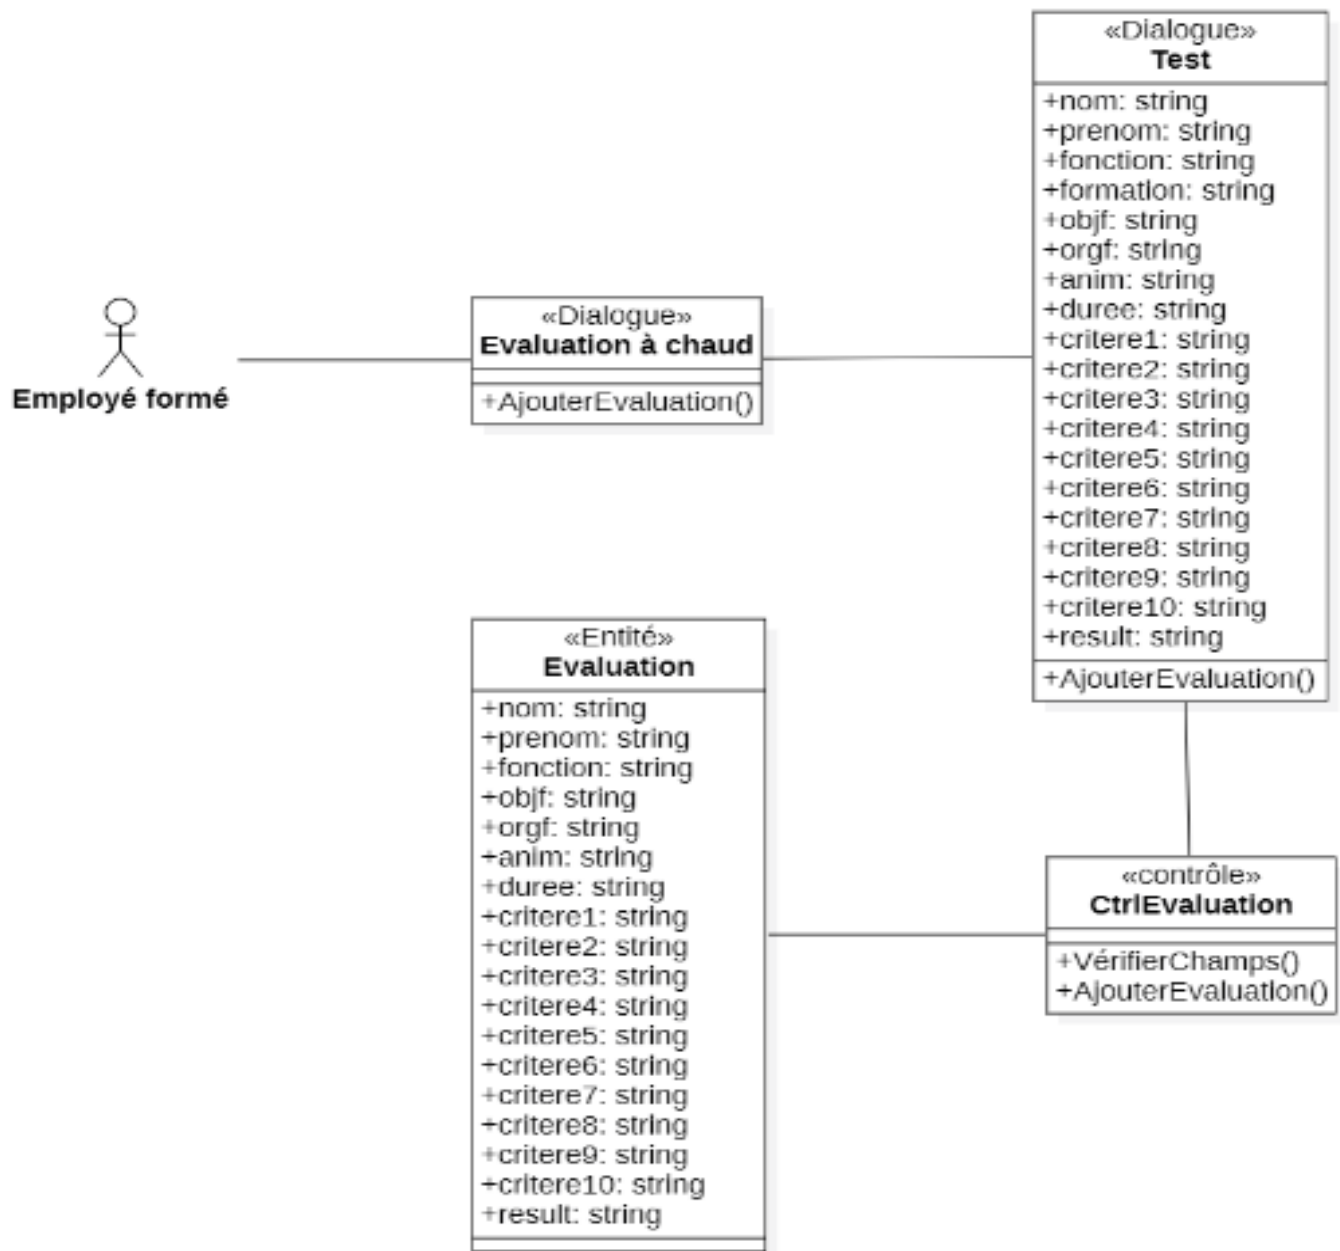 Employé formé
«Dialogue»
Evaluation à chaud
+AjouterEvaluation()
«Dialogue»
Test
+nom: string
+prenom: string
+fonction: string
+formation: string
+objf: string
+orgf: string
+anim: string
+duree: string
+critere1: string
+critere2: string
+critere3: string
+critere4: string
+critere5: string
+critere6: string
+critere7: string
+critere8: string
+critere9: string
+critere10: string
+result: string
+AjouterEvaluation()
«Entité»
Evaluation
+nom: string
+prenom: string
+fonction: string
+objf: string
+orgf: string
+anim: string
+duree: string
+critere1: string
+critere2: string
+critere3: string
+critere4: string
+critere5: string
+critere6: string
+critere7: string
+critere8: string
+critere9: string
+critere10: string
+result: string
«contrôle»
CtrlEvaluation
+VérifierChamps()
+AjouterEvaluation()